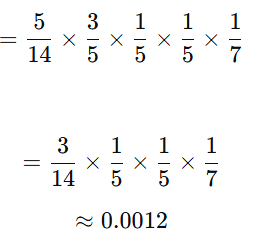 = 5/14 × 3/5 × 1/5 × 1/5 × 1/7
= 3/14 × 1/5 × 1/5 × 1/7
≈ 0.0012